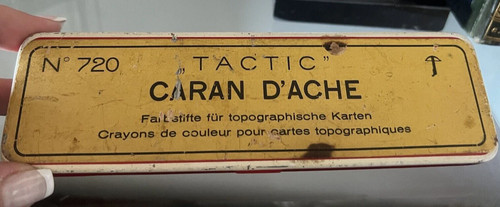 N° 720 „TACTIC”
CARAN D'ACHE
Farbstifte für topographische Karten
Crayons de couleur pour cartes topographiques